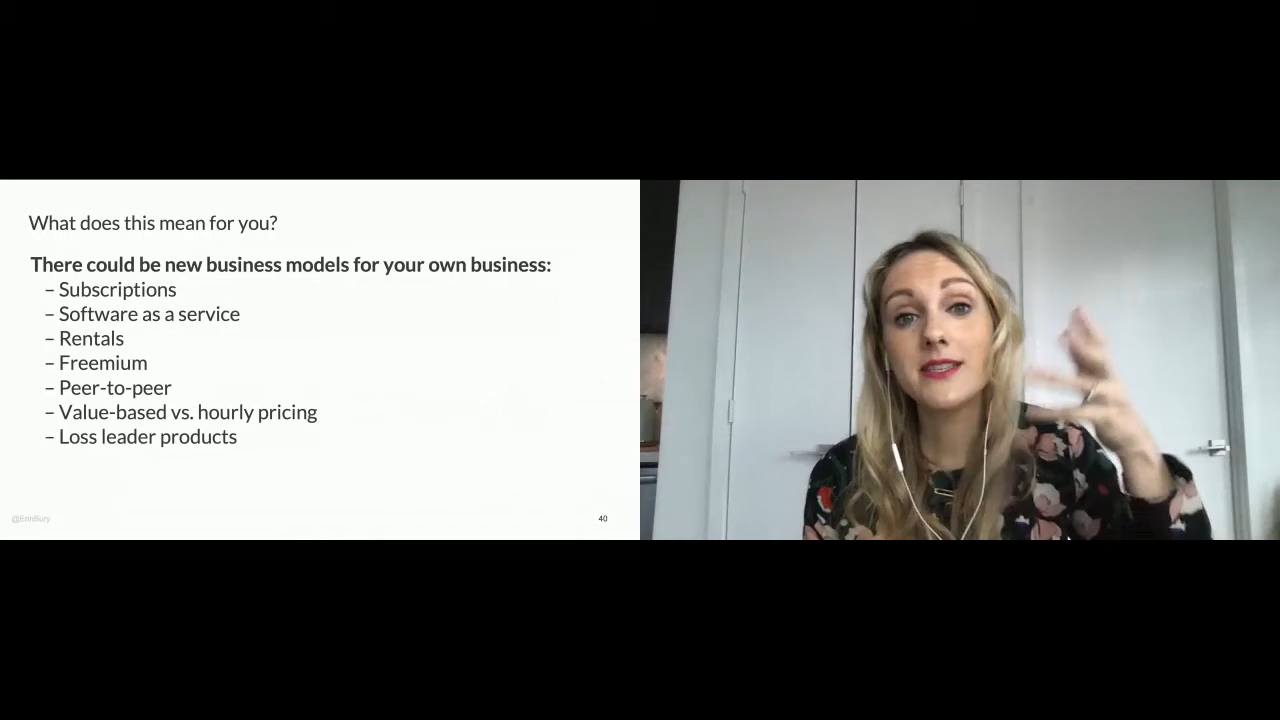 What does this mean for you?
There could be new business models for your own business:
– Subscriptions
– Software as a service
– Rentals
– Freemium
– Peer-to-peer
– Value-based vs. hourly pricing
– Loss leader products
@ErinBury
40